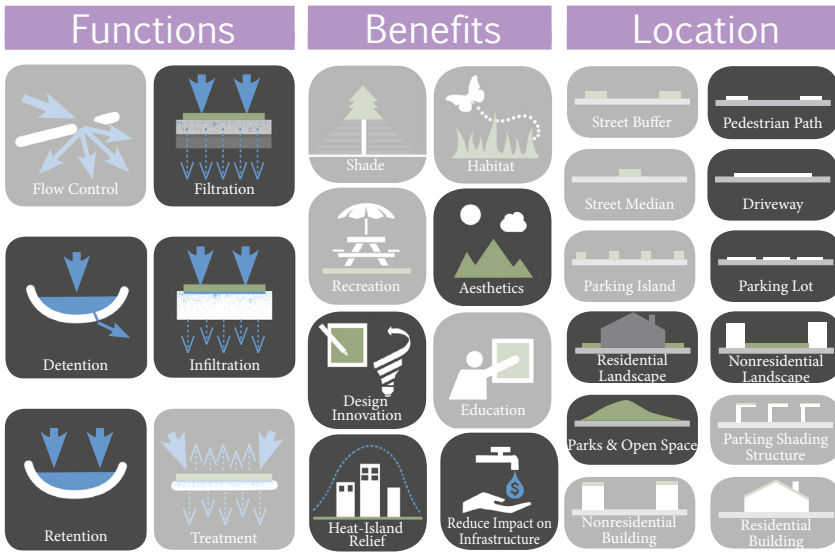 Functions
Flow Control
Filtration
Detention
Infiltration
Retention
Treatment
Benefits
Shade
Habitat
Recreation
Aesthetics
Design
Innovation
Education
Heat-Island
Relief
$
Reduce Impact on
Infrastructure
Location
Street Buffer
Pedestrian Path
Street Median
Driveway
Parking Island
Parking Lot
Residential
Landscape
Nonresidential
Landscape
Parks & Open Space
Parking Shading
Structure
Nonresidential
Building
Residential
Building